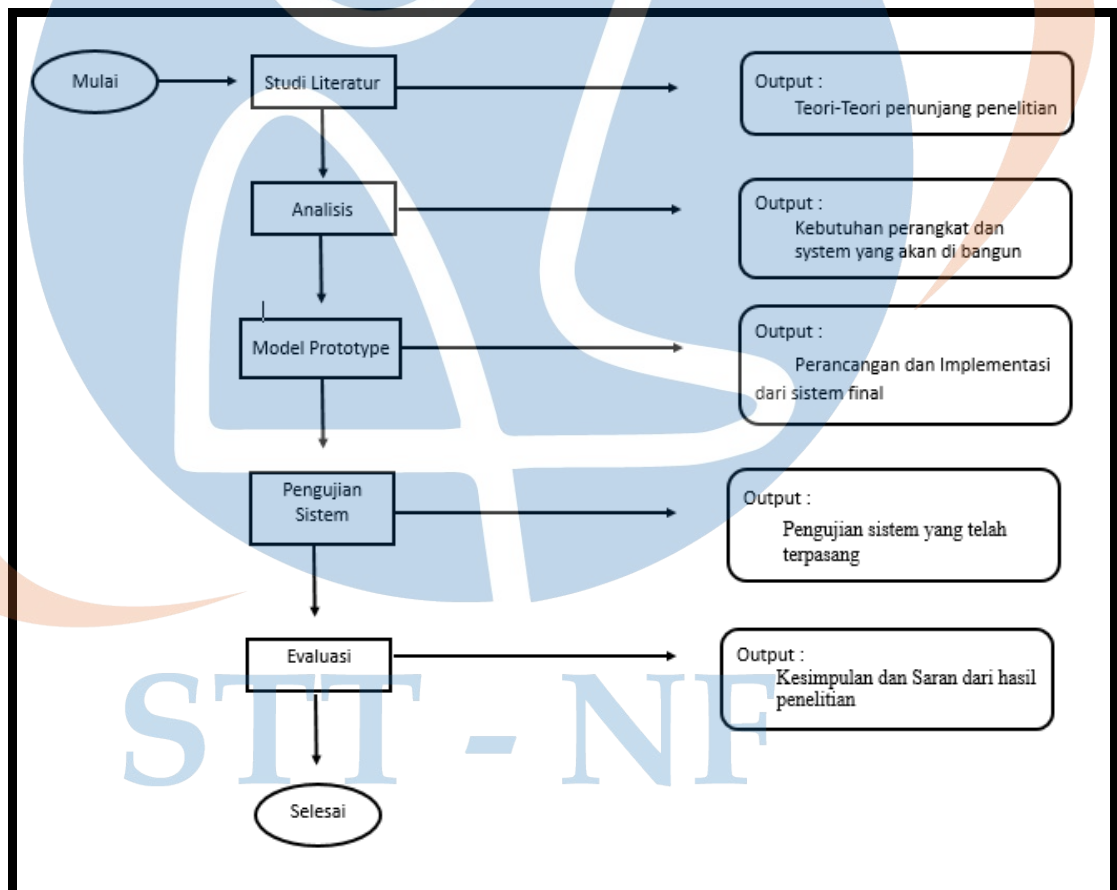 Mulai
Studi Literatur
Output :
Teori-Teori penunjang penelitian
Analisis
Output :
Kebutuhan perangkat dan
system yang akan di bangun
Model Prototype
Output :
Perancangan dan Implementasi
dari sistem final
Pengujian
Sistem
Output :
Pengujian sistem yang telah
terpasang
Evaluasi
Output :
Kesimpulan dan Saran dari hasil
penelitian
STT - NF
Selesai